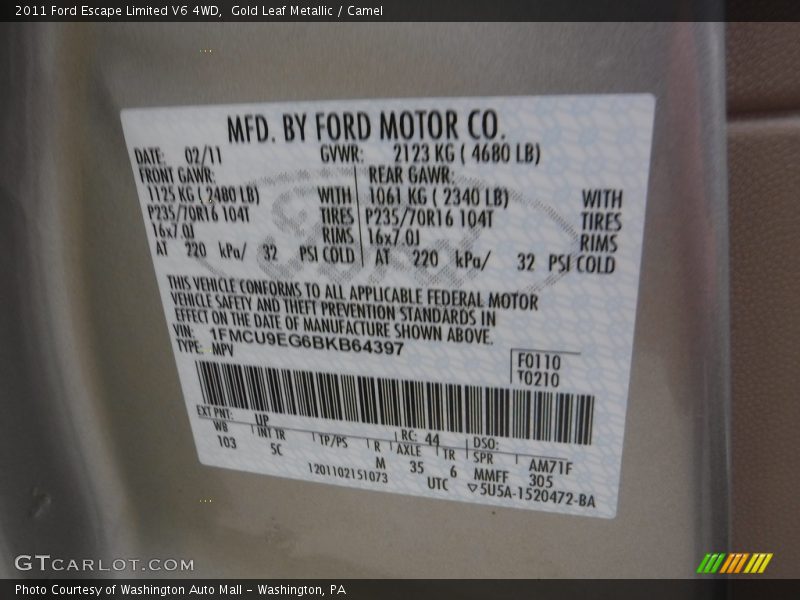 2011 Ford Escape Limited V6 4WD, Gold Leaf Metallic / Camel
MFD. BY FORD MOTOR CO.
DATE: 02/11 GVWR: 2123 KG ( 4680 LB)
FRONT GAWR: REAR GAWR:
1125 KG ( 2480 LB) WITH 1061 KG ( 2340 LB) WITH
P235/70R16 104T TIRES P235/70R16 104T TIRES
16x7.0J RIMS 16x7.0J RIMS
AT 220 kPa/ 32 PSI COLD AT 220 kPa/ 32 PSI COLD
THIS VEHICLE CONFORMS TO ALL APPLICABLE FEDERAL MOTOR
VEHICLE SAFETY AND THEFT PREVENTION STANDARDS IN
EFFECT ON THE DATE OF MANUFACTURE SHOWN ABOVE.
VIN: 1FMCU9EG6BKB64397
TYPE: MPV
F0110
T0210
EXT PNT: UP RC: 44 DSO:
WB INT TR TP/PS R AXLE TR SPR AM71F
103 5C M 35 6 MMFF 305
1201102151073 UTC ▽5U5A-1520472-BA
GTCARLOT.COM
Photo Courtesy of Washington Auto Mall - Washington, PA